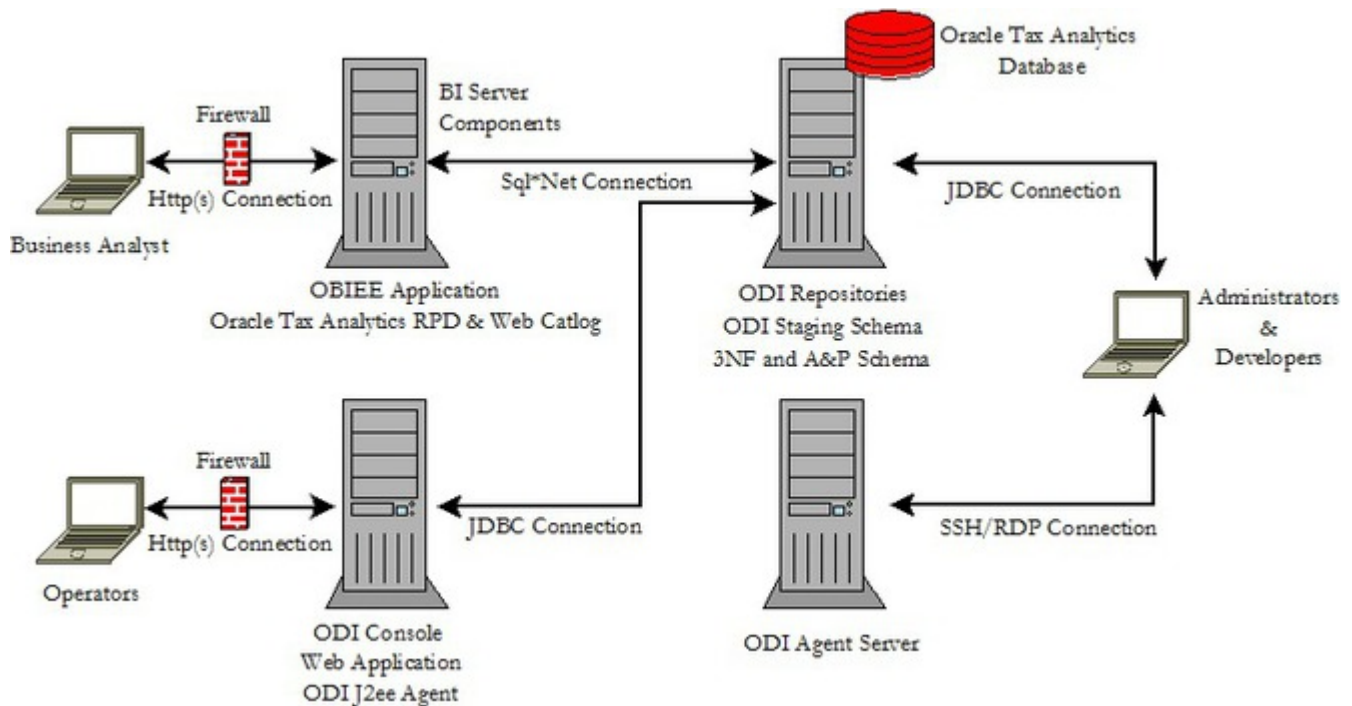 Oracle Tax Analytics
Database
BI Server
Components
Firewall
Http(s) Connection
Business Analyst
Sql*Net Connection
JDBC Connection
OBIEE Application
Oracle Tax Analytics RPD & Web Catlog
ODI Repositories
ODI Staging Schema
3NF and A&P Schema
Administrators
&
Developers
Firewall
Http(s) Connection
Operators
JDBC Connection
SSH/RDP Connection
ODI Console
Web Application
ODI J2ee Agent
ODI Agent Server